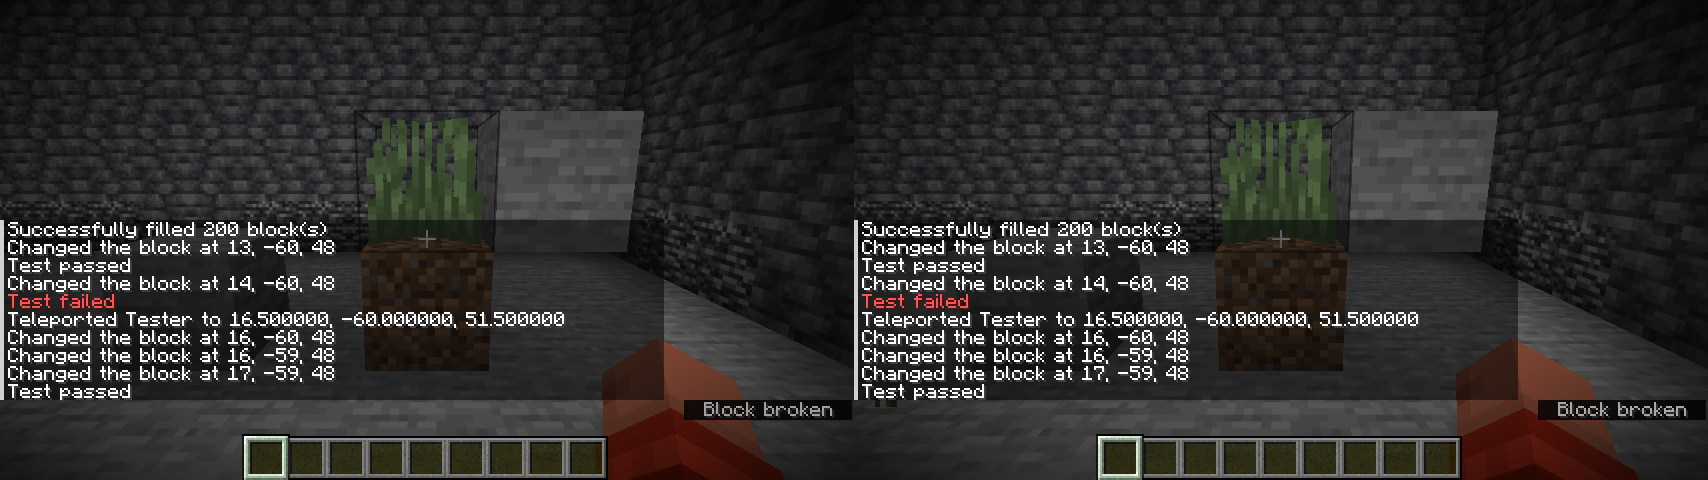 Successfully filled 200 block(s)
Changed the block at 13, -60, 48
Test passed
Changed the block at 14, -60, 48
Test failed
Teleported Tester to 16.500000, -60.000000, 51.500000
Changed the block at 16, -60, 48
Changed the block at 16, -59, 48
Changed the block at 17, -59, 48
Test passed
Block broken
Successfully filled 200 block(s)
Changed the block at 13, -60, 48
Test passed
Changed the block at 14, -60, 48
Test failed
Teleported Tester to 16.500000, -60.000000, 51.500000
Changed the block at 16, -60, 48
Changed the block at 16, -59, 48
Changed the block at 17, -59, 48
Test passed
Block broken